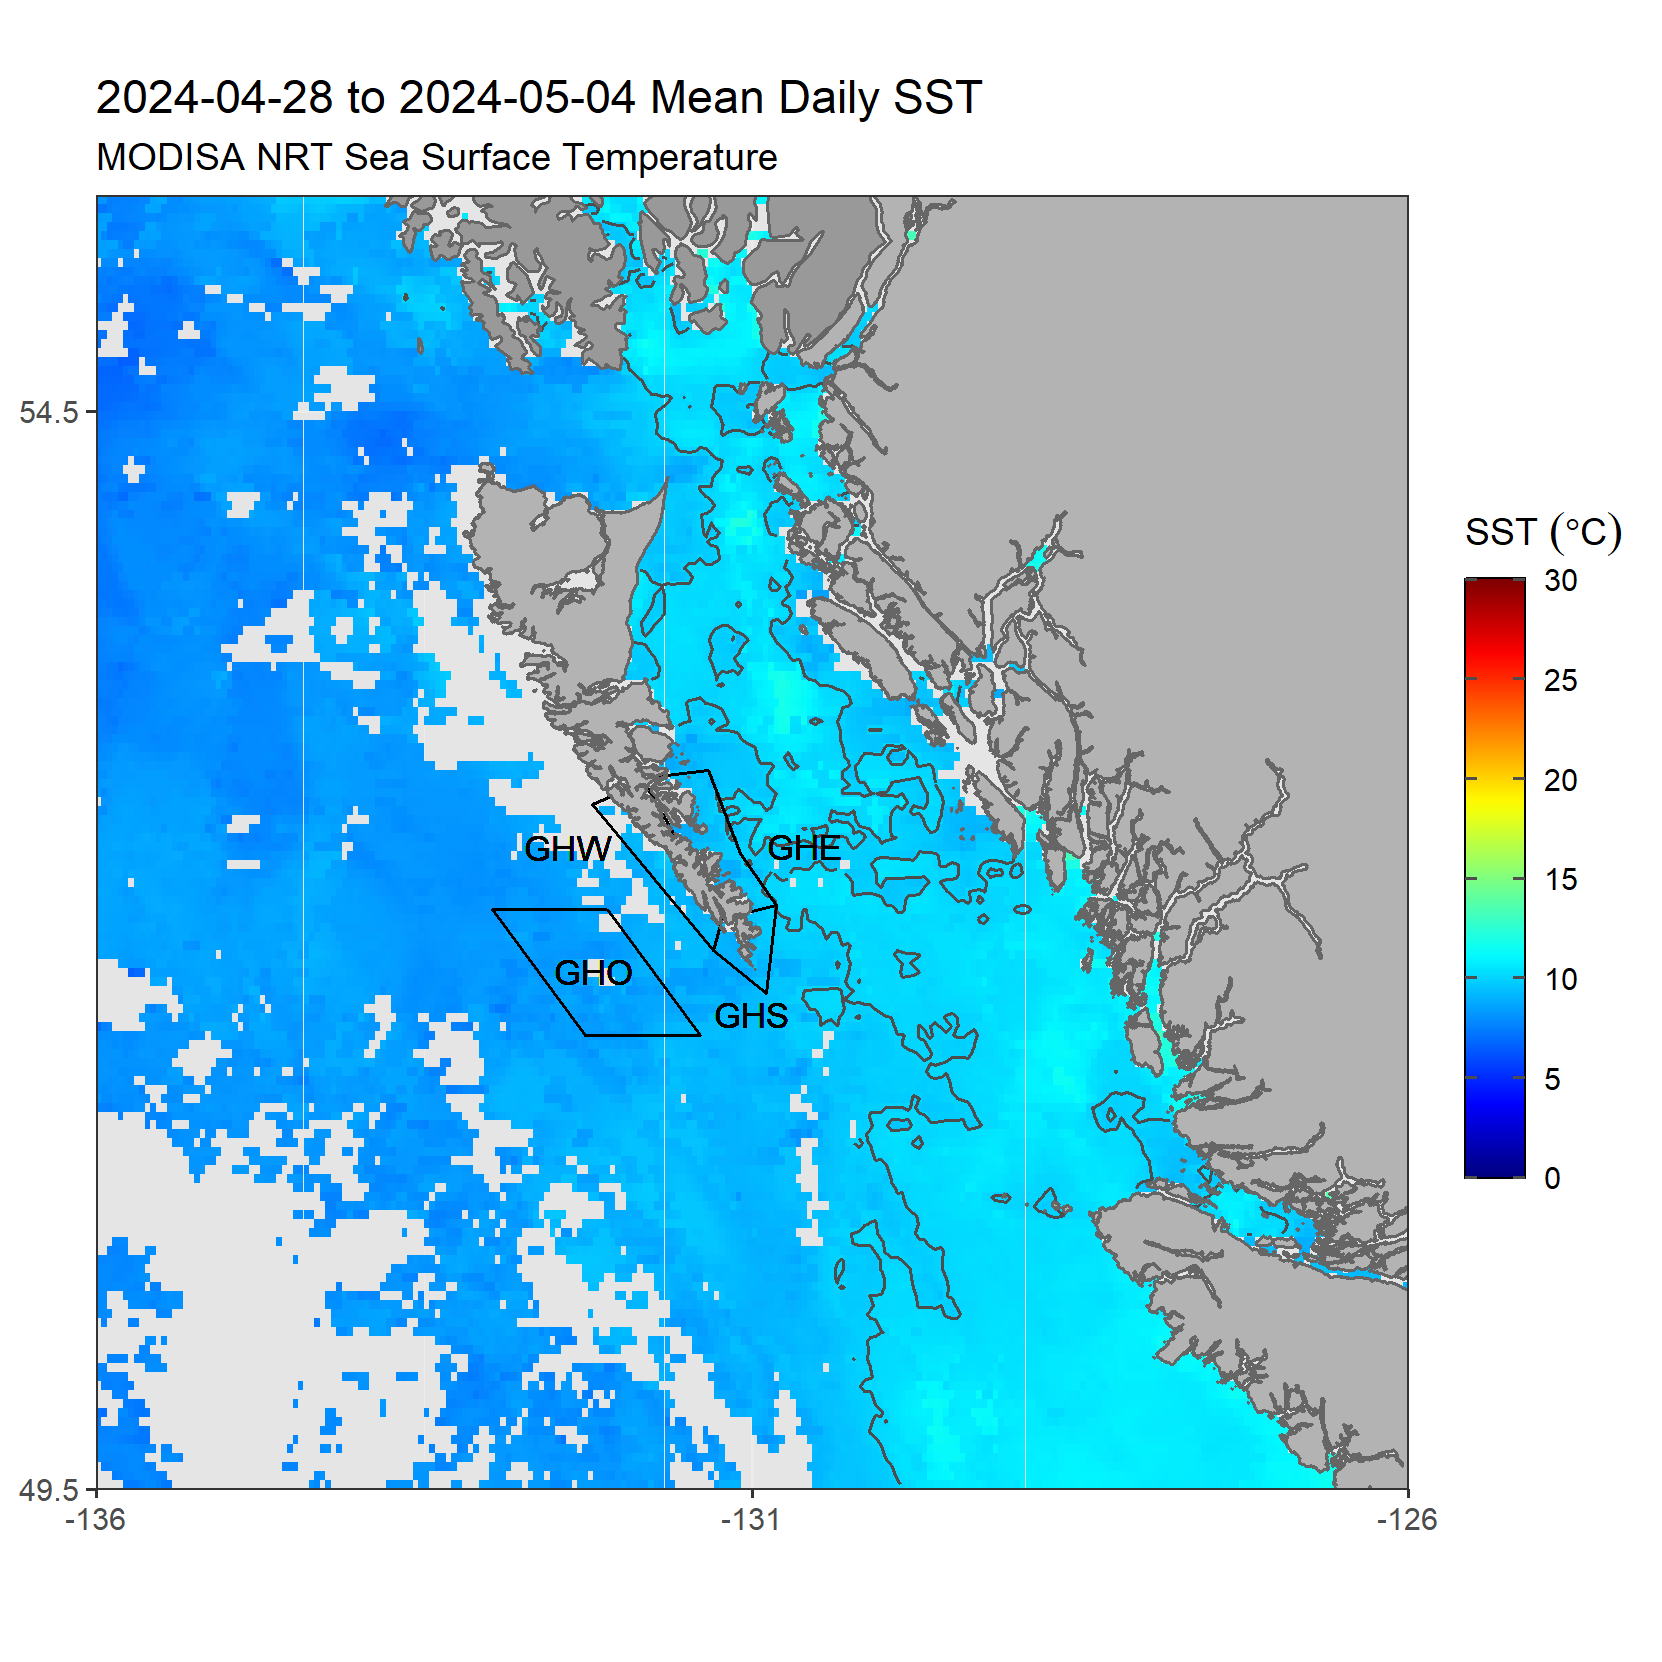 2024-04-28 to 2024-05-04 Mean Daily SST
MODISA NRT Sea Surface Temperature
54.5
49.5
-136
-131
-126
GHW
GHE
GHO
GHS
SST (°C)
30
25
20
15
10
5
0